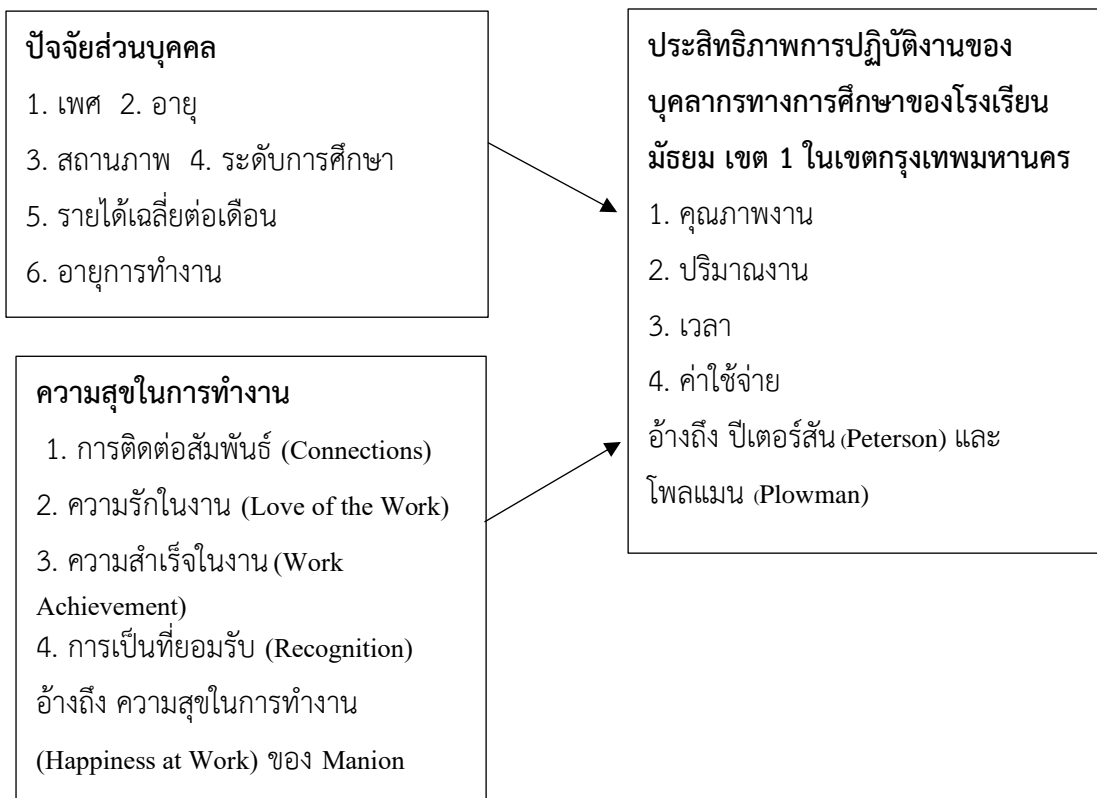 ปัจจัยส่วนบุคคล
1. เพศ 2. อายุ
3. สถานภาพ 4. ระดับการศึกษา
5. รายได้เฉลี่ยต่อเดือน
6. อายุการทำงาน
ความสุขในการทำงาน
1. การติดต่อสัมพันธ์ (Connections)
2. ความรักในงาน (Love of the Work)
3. ความสำเร็จในงาน (Work
Achievement)
4. การเป็นที่ยอมรับ (Recognition)
อ้างถึง ความสุขในการทำงาน
(Happiness at Work) ของ Manion
ประสิทธิภาพการปฏิบัติงานของ
บุคลากรทางการศึกษาของโรงเรียน
มัธยม เขต 1 ในเขตกรุงเทพมหานคร
1. คุณภาพงาน
2. ปริมาณงาน
3. เวลา
4. ค่าใช้จ่าย
อ้างถึง ปีเตอร์สัน (Peterson) และ
โพลแมน (Plowman)